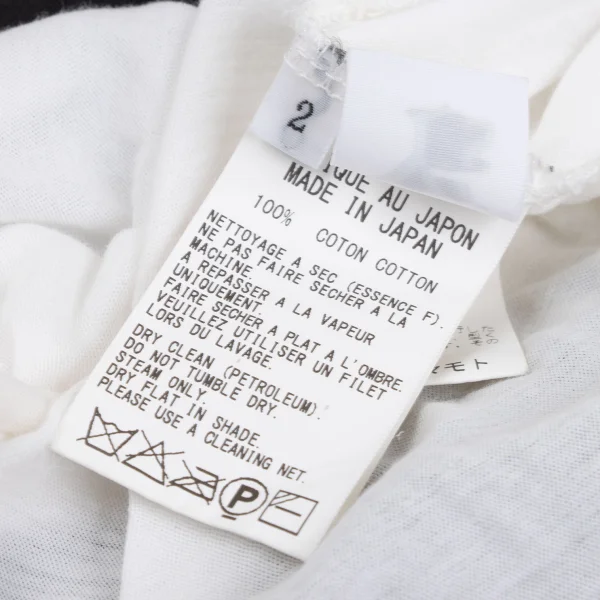 2
IQUE AU JAPON
MADE IN JAPAN
100% COTON COTTON
NETTOYAGE A SEC (ESSENCE F).
NE PAS FAIRE SECHER A LA
MACHINE.
A REPASSER A LA VAPEUR
UNIQUEMENT.
FAIRE SECHER A PLAT A L'OMBRE.
VEUILLEZ UTILISER UN FILET
LORS DU LAVAGE.
DRY CLEAN (PETROLEUM).
DO NOT TUMBLE DRY.
STEAM ONLY.
DRY FLAT IN SHADE.
PLEASE USE A CLEANING NET.
P
モト